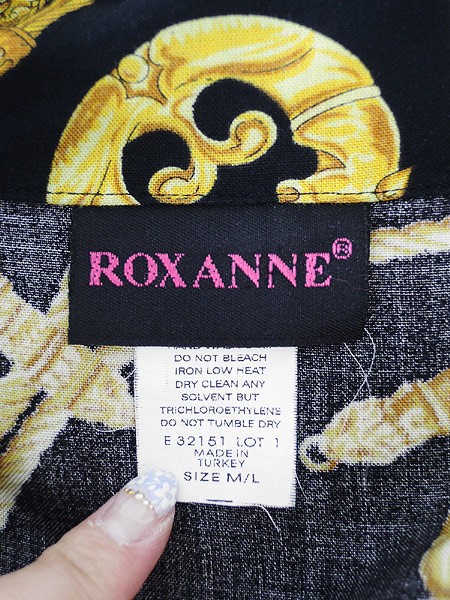 ROXANNE®
DO NOT BLEACH
IRON LOW HEAT
DRY CLEAN ANY
SOLVENT BUT
TRICHLOROETHYLENE
DO NOT TUMBLE DRY
E 32151 LOT 1
MADE IN
TURKEY
SIZE M/L